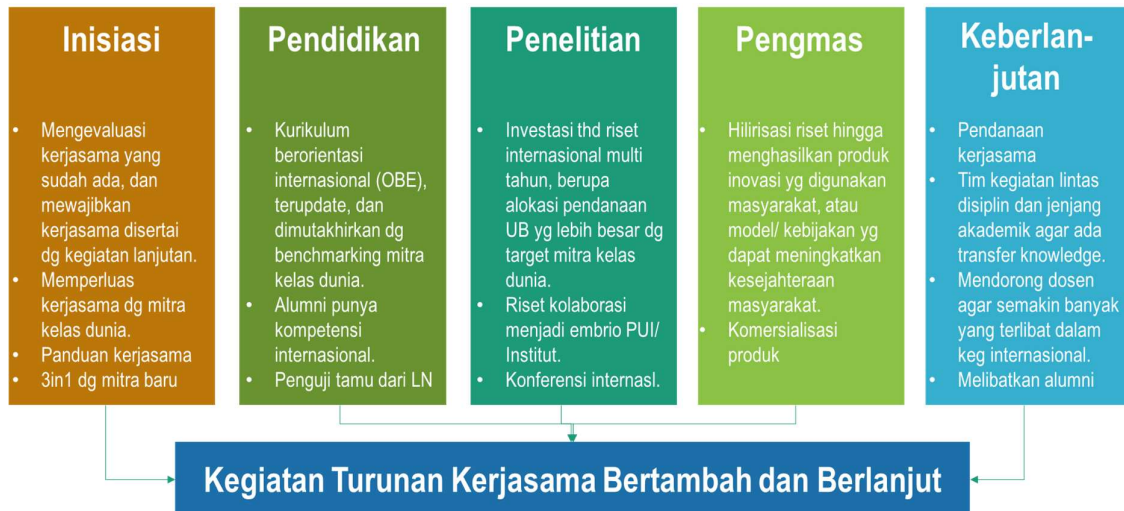 Inisiasi
• Mengevaluasi
kerjasama yang
sudah ada, dan
mewajibkan
kerjasama disertai
dg kegiatan lanjutan.
• Memperluas
kerjasama dg mitra
kelas dunia.
• Panduan kerjasama
• 3in1 dg mitra baru
Pendidikan
• Kurikulum
berorientasi
internasional (OBE),
terupdate, dan
dimutakhirkan dg
benchmarking mitra
kelas dunia.
• Alumni punya
kompetensi
internasional.
• Penguji tamu dari LN
Penelitian
• Investasi thd riset
internasional multi
tahun, berupa
alokasi pendanaan
UB yg lebih besar dg
target mitra kelas
dunia.
• Riset kolaborasi
menjadi embrio PUI/
Institut.
• Konferensi internasl.
Pengmas
• Hilirisasi riset hingga
menghasilkan produk
inovasi yg digunakan
masyarakat, atau
model/ kebijakan yg
dapat meningkatkan
kesejahteraan
masyarakat.
• Komersialisasi
produk
Keberlan-
jutan
• Pendanaan
kerjasama
• Tim kegiatan lintas
disiplin dan jenjang
akademik agar ada
transfer knowledge.
• Mendorong dosen
agar semakin banyak
yang terlibat dalam
keg internasional.
• Melibatkan alumni
Kegiatan Turunan Kerjasama Bertambah dan Berlanjut